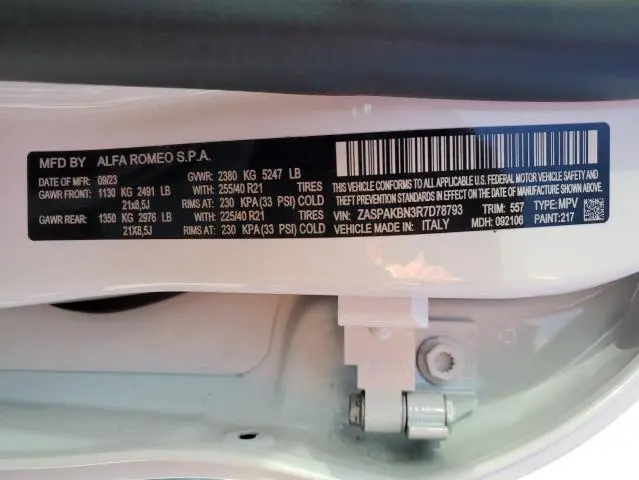 MFD BY ALFA ROMEO S.P.A.
DATE OF MFR: 09/23 GVWR: 2380 KG 5247 LB
GAWR FRONT: 1130 KG 2491 LB WITH: 255/40 R21 TIRES
21x8,5J RIMS AT: 230 KPA(33 PSI) COLD
GAWR REAR: 1350 KG 2976 LB WITH: 225/40 R21 TIRES
21X8,5J RIMS AT: 230 KPA(33 PSI) COLD
THIS VEHICLE CONFORMS TO ALL APPLICABLE U.S. FEDERAL MOTOR VEHICLE SAFETY AND
THEFT PREVENTION STANDARDS IN EFFECT ON THE DATE OF MANUFACTURE SHOWN ABOVE.
VIN: ZASPAKBN3R7D78793 TRIM: 557 TYPE: MPV
VEHICLE MADE IN: ITALY MDH: 092106 PAINT: 217